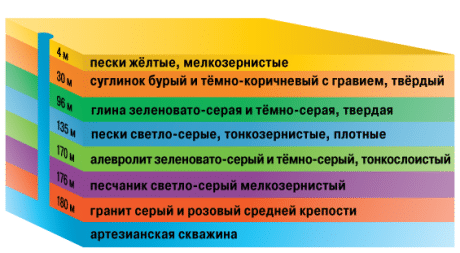 4 м
пески жёлтые, мелкозернистые
30 м
суглинок бурый и тёмно-коричневый с гравием, твёрдый
96 м
глина зеленовато-серая и тёмно-серая, твердая
135 м
пески светло-серые, тонкозернистые, плотные
170 м
алевролит зеленовато-серый и тёмно-серый, тонкослоистый
176 м
песчаник светло-серый мелкозернистый
180 м
гранит серый и розовый средней крепости
артезианская скважина